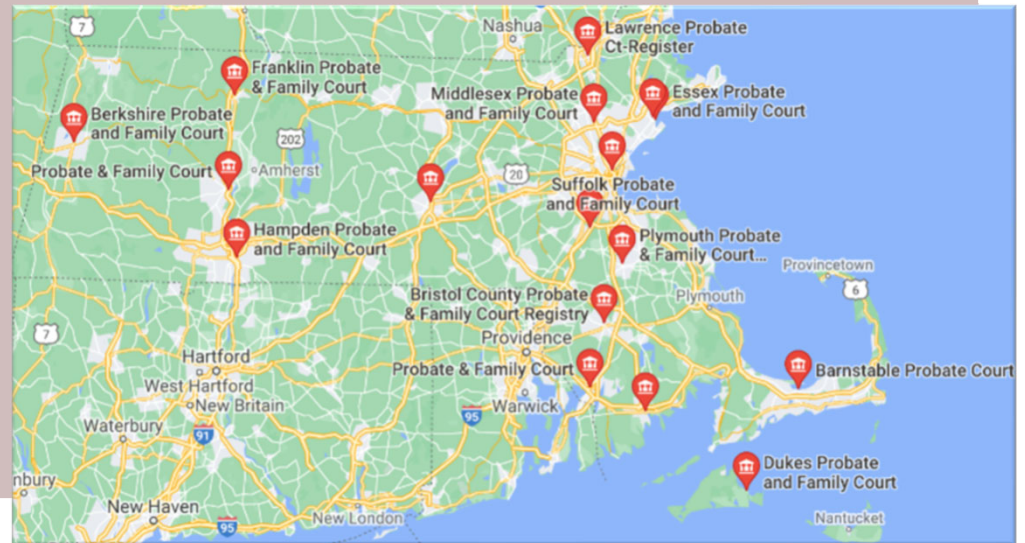 7
Nashua
Lawrence Probate
Ct-Register
Franklin Probate
& Family Court
Middlesex Probate
and Family Court
Essex Probate
and Family Court
Berkshire Probate
and Family Court
202
Probate & Family Court
Amherst
20
Suffolk Probate
and Family Court
Hampden Probate
and Family Court
Plymouth Probate
& Family Court...
Provincetown
6
Bristol County Probate
& Family Court Registry
Plymouth
7
Providence
Hartford
Probate & Family Court
Barnstable Probate Court
West Hartford
New Britain
Warwick
95
Waterbury
91
Dukes Probate
and Family Court
nbury
New Haven
New London
95
Nantucket